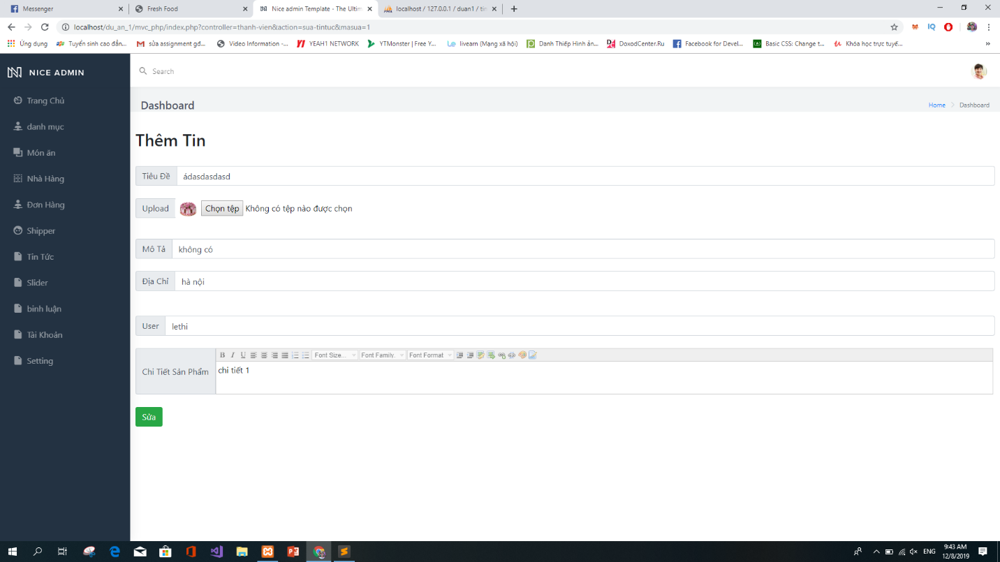 Messenger
Fresh Food
Nice admin Template - The Ultim
localhost / 127.0.0.1 / duan1 / tin
localhost/du_an_1/mvc_php/index.php?controller=thanh-vien&action=sua-tintuc&masua=1
Ứng dụng
Tuyển sinh cao đẳn...
sửa assignment gđ...
Video Information -...
YEAH1 NETWORK
YTMonster | Free Y...
liveam (Mạng xã hội)
Danh Thiếp Hình ản...
DoxodCenter.Ru
Facebook for Devel...
Basic CSS: Change t...
Khóa học trực tuyế...
NICE ADMIN
Search
Trang Chủ
danh mục
Món ăn
Nhà Hàng
Đơn Hàng
Shipper
Tin Tức
Slider
bình luận
Tài Khoản
Setting
Dashboard
Home
Dashboard
Thêm Tin
Tiêu Đề
ádasdasdasd
Upload
Chọn tệp
Không có tệp nào được chọn
Mô Tả
không có
Địa Chỉ
hà nội
User
lethi
Chi Tiết Sản Phẩm
B I U
Font Size...
Font Family.
Font Format
chi tiết 1
Sửa
ENG
9:43 AM
12/8/2019